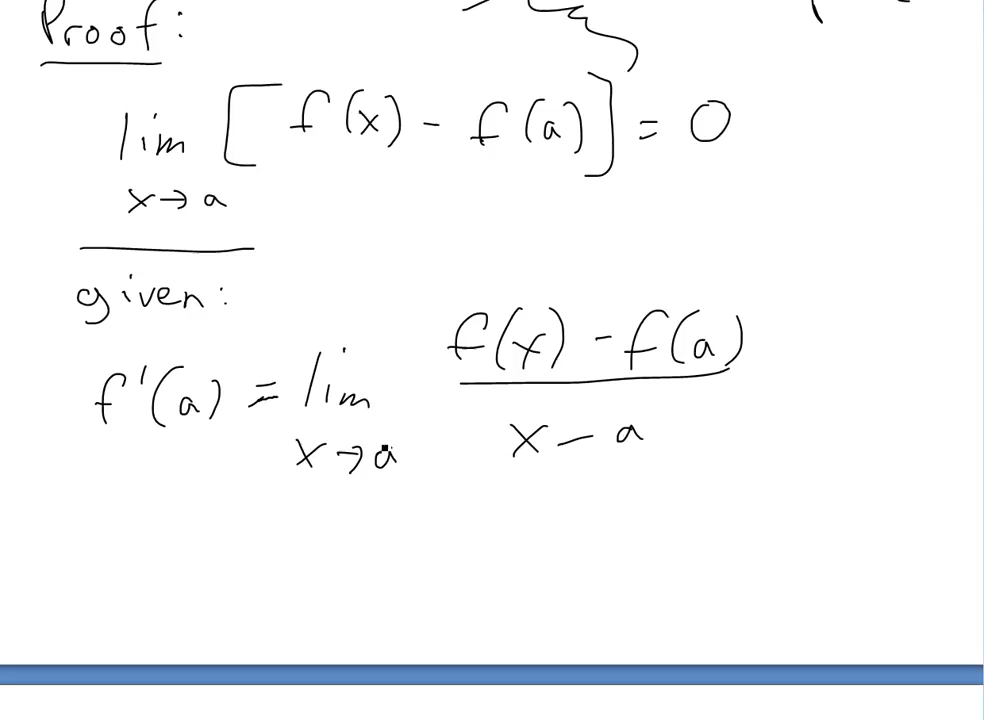 Proof:
lim [f(x) - f(a)] = 0
x→a
given:
f'(a) = lim f(x) - f(a)
x→a x - a